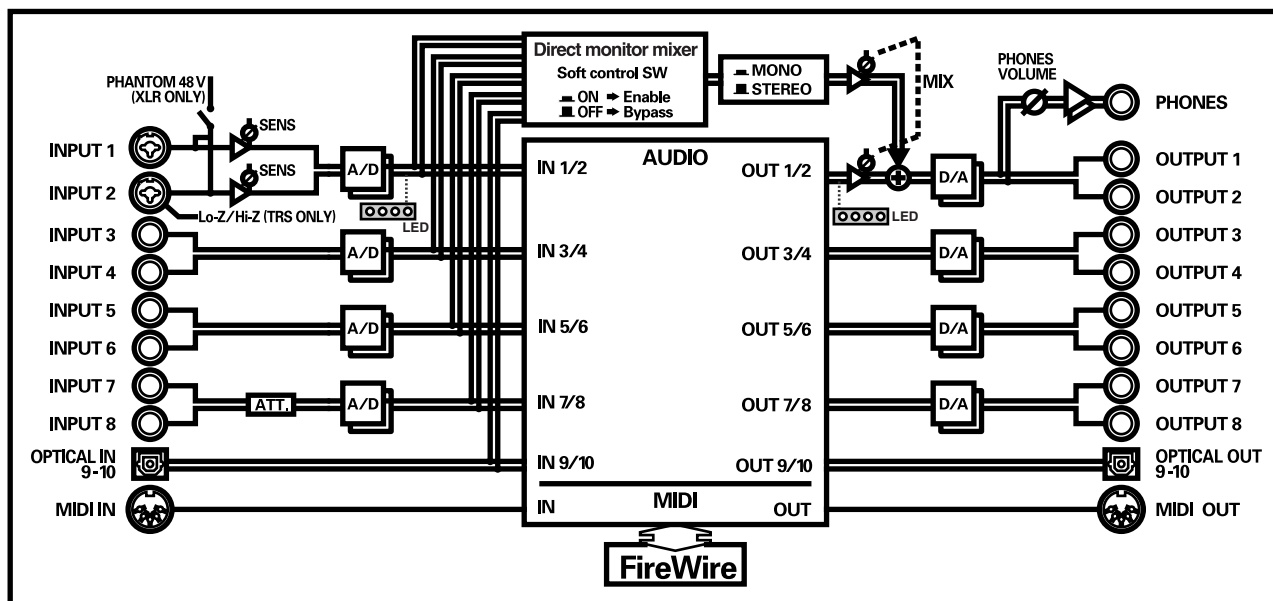 PHANTOM 48 V
(XLR ONLY)
INPUT 1
SENS
INPUT 2
SENS
Lo-Z/Hi-Z (TRS ONLY)
INPUT 3
INPUT 4
INPUT 5
INPUT 6
INPUT 7
INPUT 8
ATT.
OPTICAL IN
9-10
MIDI IN
A/D
LED
A/D
A/D
A/D
Direct monitor mixer
Soft control SW
ON ➡ Enable
OFF ➡ Bypass
MONO
STEREO
MIX
AUDIO
IN 1/2
OUT 1/2
IN 3/4
OUT 3/4
IN 5/6
OUT 5/6
IN 7/8
OUT 7/8
IN 9/10
OUT 9/10
MIDI
IN
OUT
FireWire
LED
D/A
D/A
D/A
D/A
PHONES
VOLUME
PHONES
OUTPUT 1
OUTPUT 2
OUTPUT 3
OUTPUT 4
OUTPUT 5
OUTPUT 6
OUTPUT 7
OUTPUT 8
OPTICAL OUT
9-10
MIDI OUT